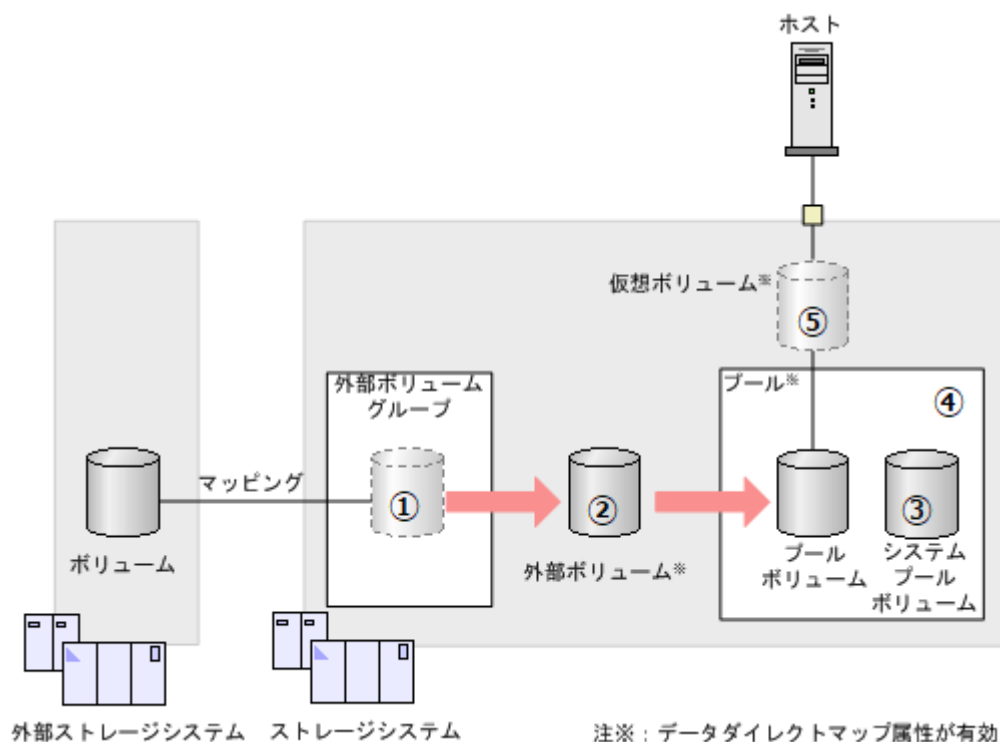 ホスト
仮想ボリューム※
⑤
外部ボリューム
グループ
プール※
④
マッピング
①
②
③
ボリューム
外部ボリューム※
プール
ボリューム
システム
プール
ボリューム
外部ストレージシステム
ストレージシステム
注※：データダイレクトマップ属性が有効